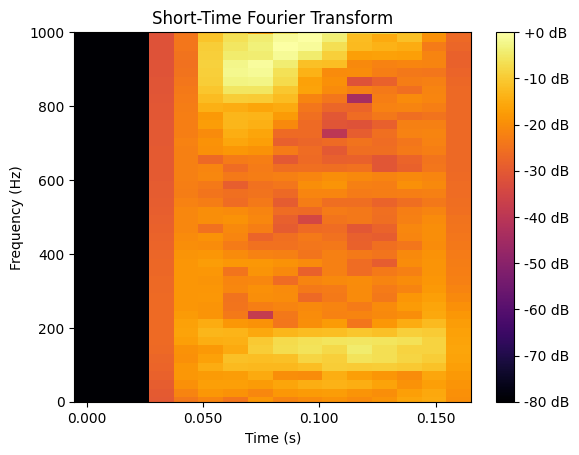 Short-Time Fourier Transform
1000
800
600
400
200
0
Frequency (Hz)
0.000
0.050
0.100
0.150
Time (s)
+0 dB
-10 dB
-20 dB
-30 dB
-40 dB
-50 dB
-60 dB
-70 dB
-80 dB